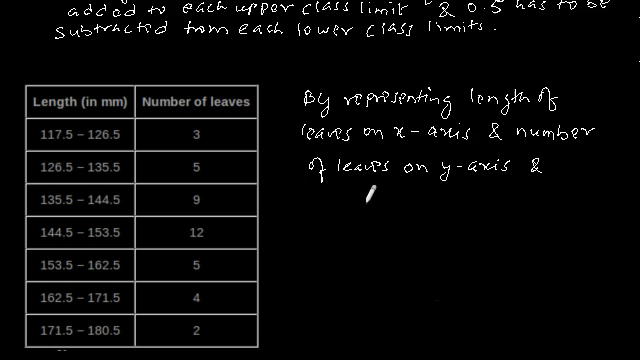 added to each upper class limit & 0.5 has to be
subtracted from each lower class limits.
Length (in mm) Number of leaves
117.5 – 126.5 3
126.5 – 135.5 5
135.5 – 144.5 9
144.5 – 153.5 12
153.5 – 162.5 5
162.5 – 171.5 4
171.5 – 180.5 2
By representing length of
leaves on x-axis & number
of leaves on y-axis &